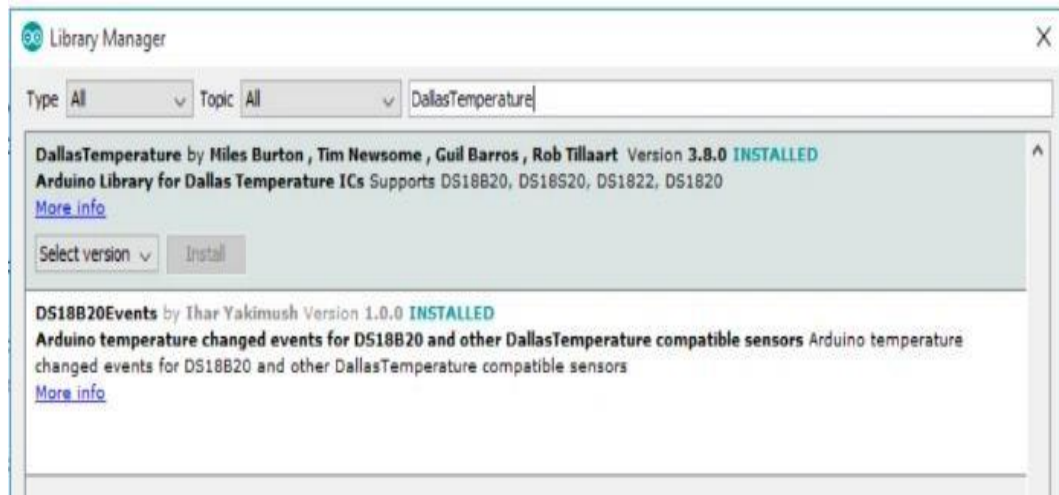 Library Manager
Type All Topic All DallasTemperature
DallasTemperature by Miles Burton , Tim Newsome , Guil Barros , Rob Tillaart Version 3.8.0 INSTALLED
Arduino Library for Dallas Temperature ICs Supports DS18B20, DS18S20, DS1822, DS1820
More info
Select version Install
DS18B20Events by Ihar Yakimush Version 1.0.0 INSTALLED
Arduino temperature changed events for DS18B20 and other DallasTemperature compatible sensors Arduino temperature
changed events for DS18B20 and other DallasTemperature compatible sensors
More info